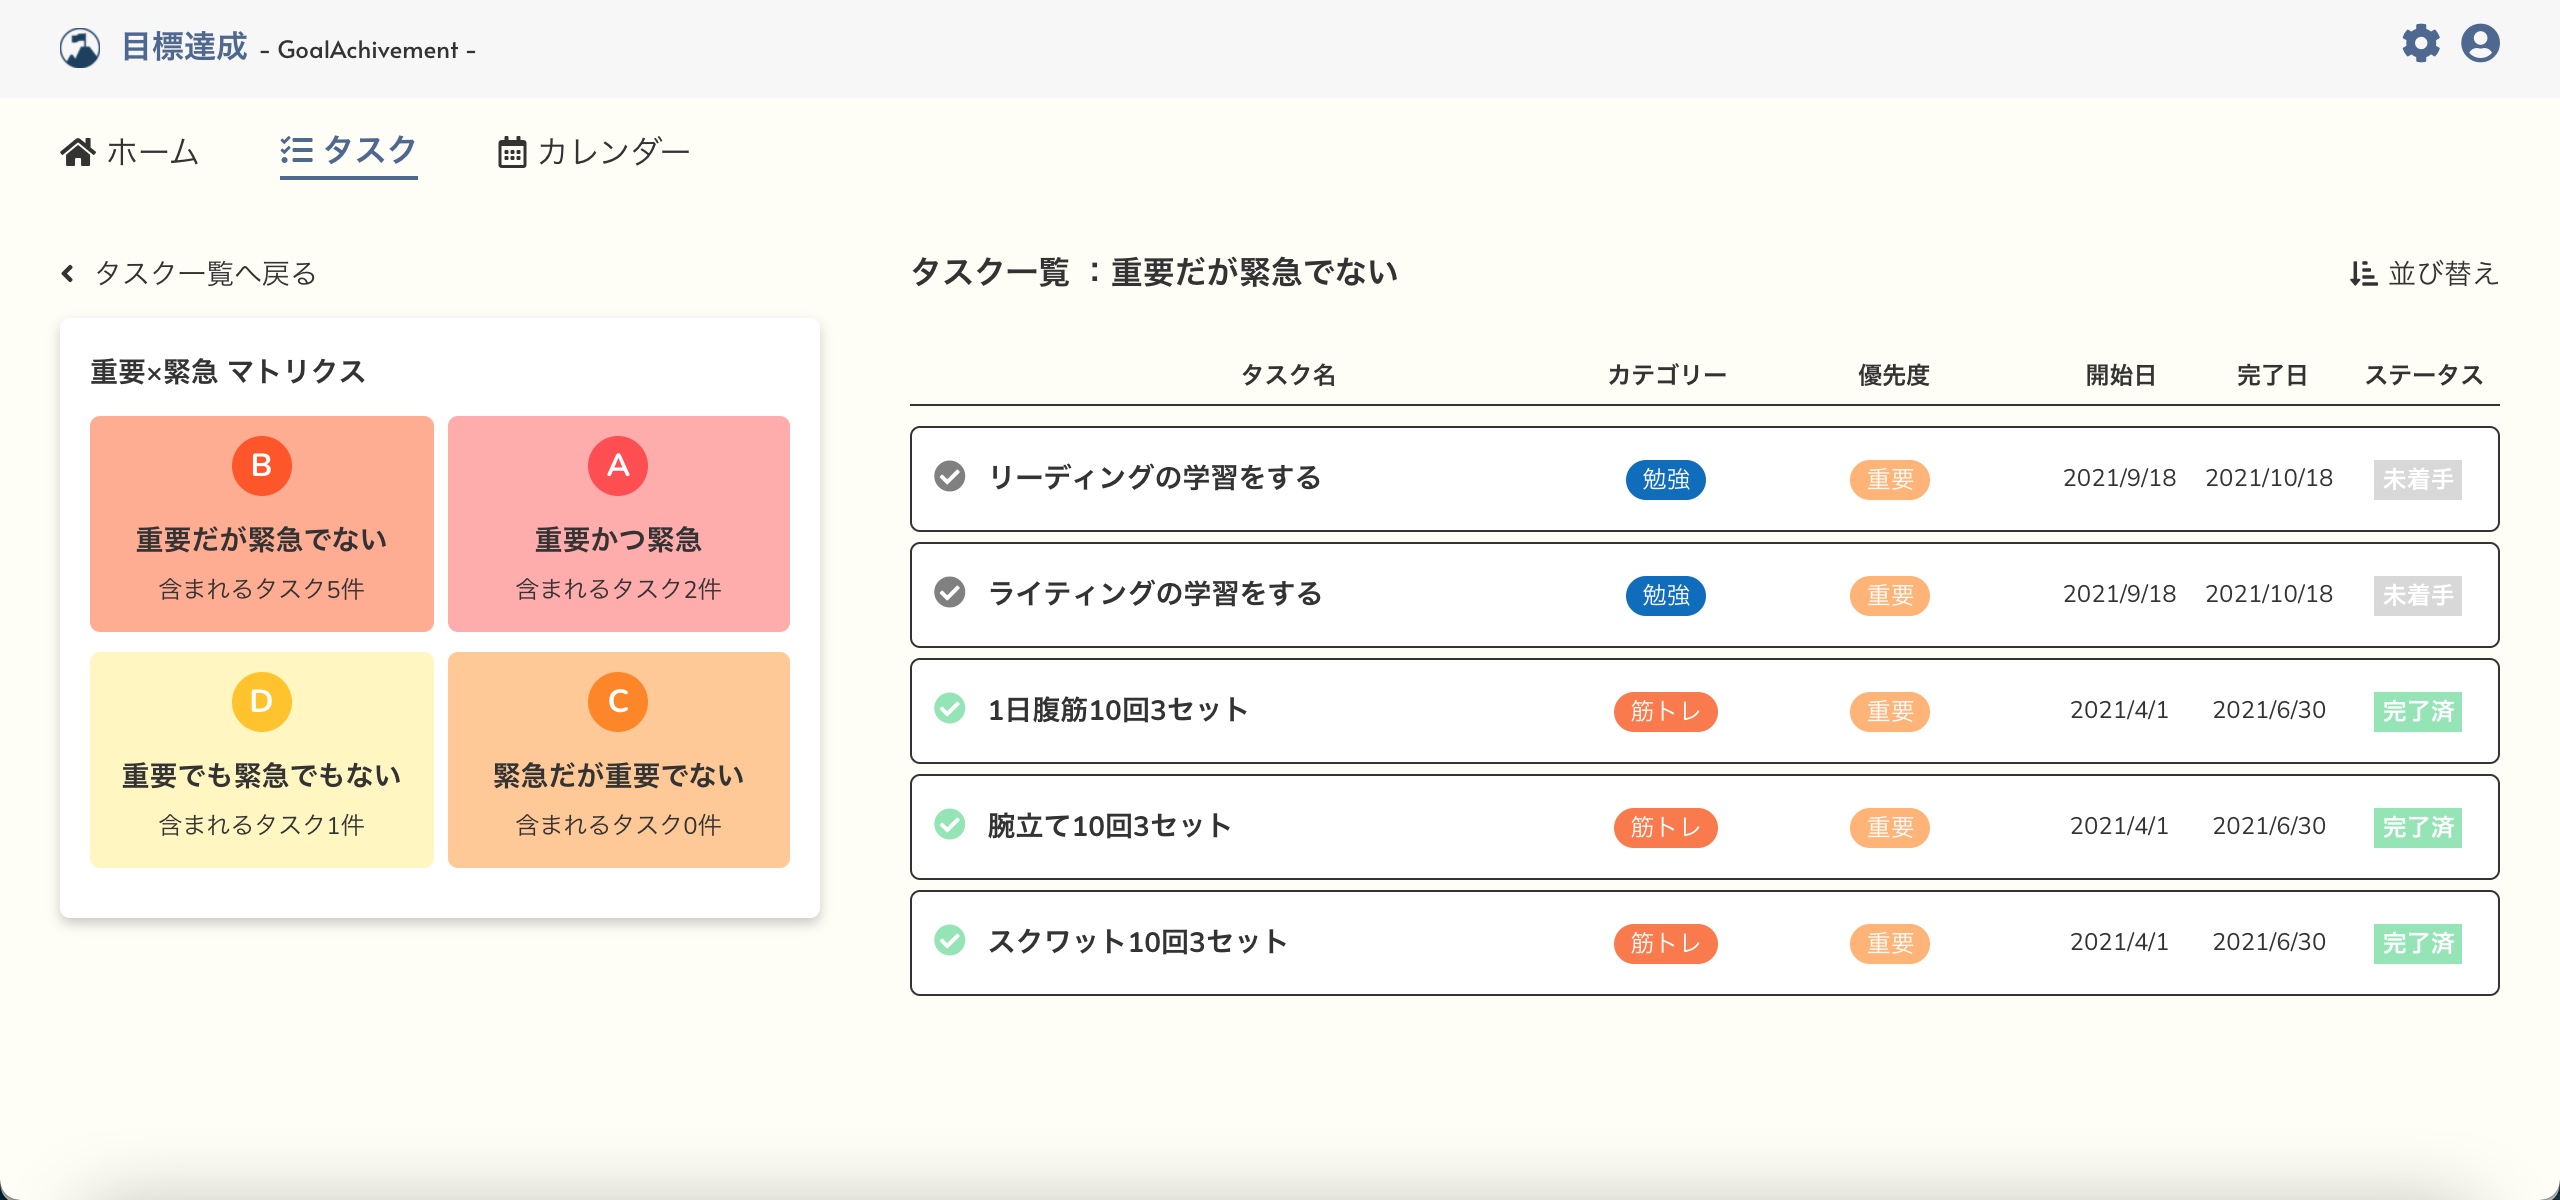 目標達成 - GoalAchivement -
ホーム タスク カレンダー
タスク一覧へ戻る
重要×緊急 マトリクス
B
重要だが緊急でない
含まれるタスク5件
A
重要かつ緊急
含まれるタスク2件
D
重要でも緊急でもない
含まれるタスク1件
C
緊急だが重要でない
含まれるタスク0件
タスク一覧 ：重要だが緊急でない
並び替え
タスク名 カテゴリー 優先度 開始日 完了日 ステータス
リーディングの学習をする 勉強 重要 2021/9/18 2021/10/18 未着手
ライティングの学習をする 勉強 重要 2021/9/18 2021/10/18 未着手
1日腹筋10回3セット 筋トレ 重要 2021/4/1 2021/6/30 完了済
腕立て10回3セット 筋トレ 重要 2021/4/1 2021/6/30 完了済
スクワット10回3セット 筋トレ 重要 2021/4/1 2021/6/30 完了済